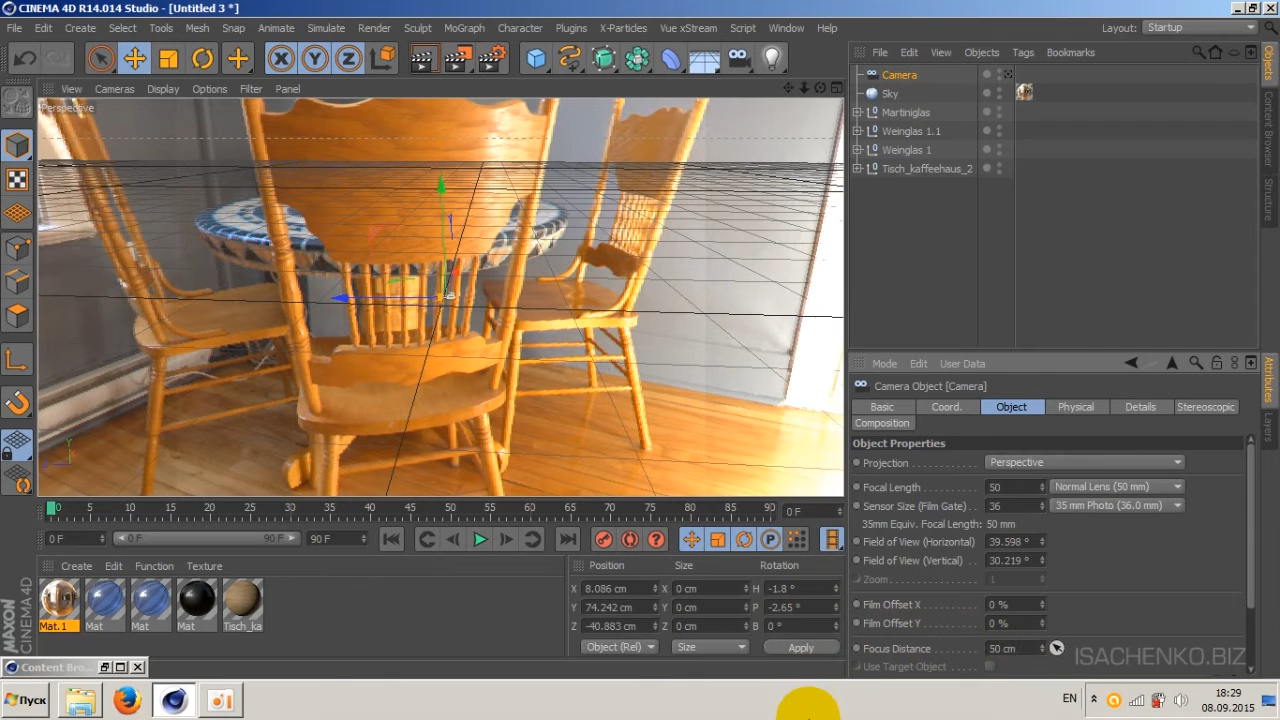 CINEMA 4D R14.014 Studio - [Untitled 3 *]
File Edit Create Select Tools Mesh Snap Animate Simulate Render Sculpt MoGraph Character Plugins X-Particles Vue xStream Script Window Help
Layout: Startup
X Y Z
File Edit View Objects Tags Bookmarks
View Cameras Display Options Filter Panel
Perspective
Camera
Sky
Martiniglas
Weinglas 1.1
Weinglas 1
Tisch_kaffeehaus_2
Objects
Content Browser
Structure
Mode Edit User Data
Camera Object [Camera]
Basic Coord. Object Physical Details Stereoscopic
Composition
Object Properties
Projection Perspective
Focal Length 50 Normal Lens (50 mm)
Sensor Size (Film Gate) 36 35 mm Photo (36.0 mm)
35mm Equiv. Focal Length: 50 mm
Field of View (Horizontal) 39.598 °
Field of View (Vertical) 30.219 °
Zoom 1
Film Offset X 0 %
Film Offset Y 0 %
Focus Distance 50 cm
Use Target Object
Attributes
Layers
0 5 10 15 20 25 30 35 40 45 50 55 60 65 70 75 80 85 90 0 F
0 F 0 F 90 F 90 F
P
Create Edit Function Texture
Mat.1 Mat Mat Mat Tisch_ka
Position Size Rotation
X 8.086 cm X 0 cm H -1.8 °
Y 74.242 cm Y 0 cm P -2.65 °
Z -40.883 cm Z 0 cm B 0 °
Object (Rel) Size Apply
MAXON
CINEMA 4D
Content Bro...
ISACHENKO.BIZ
Пуск
EN
18:29
08.09.2015